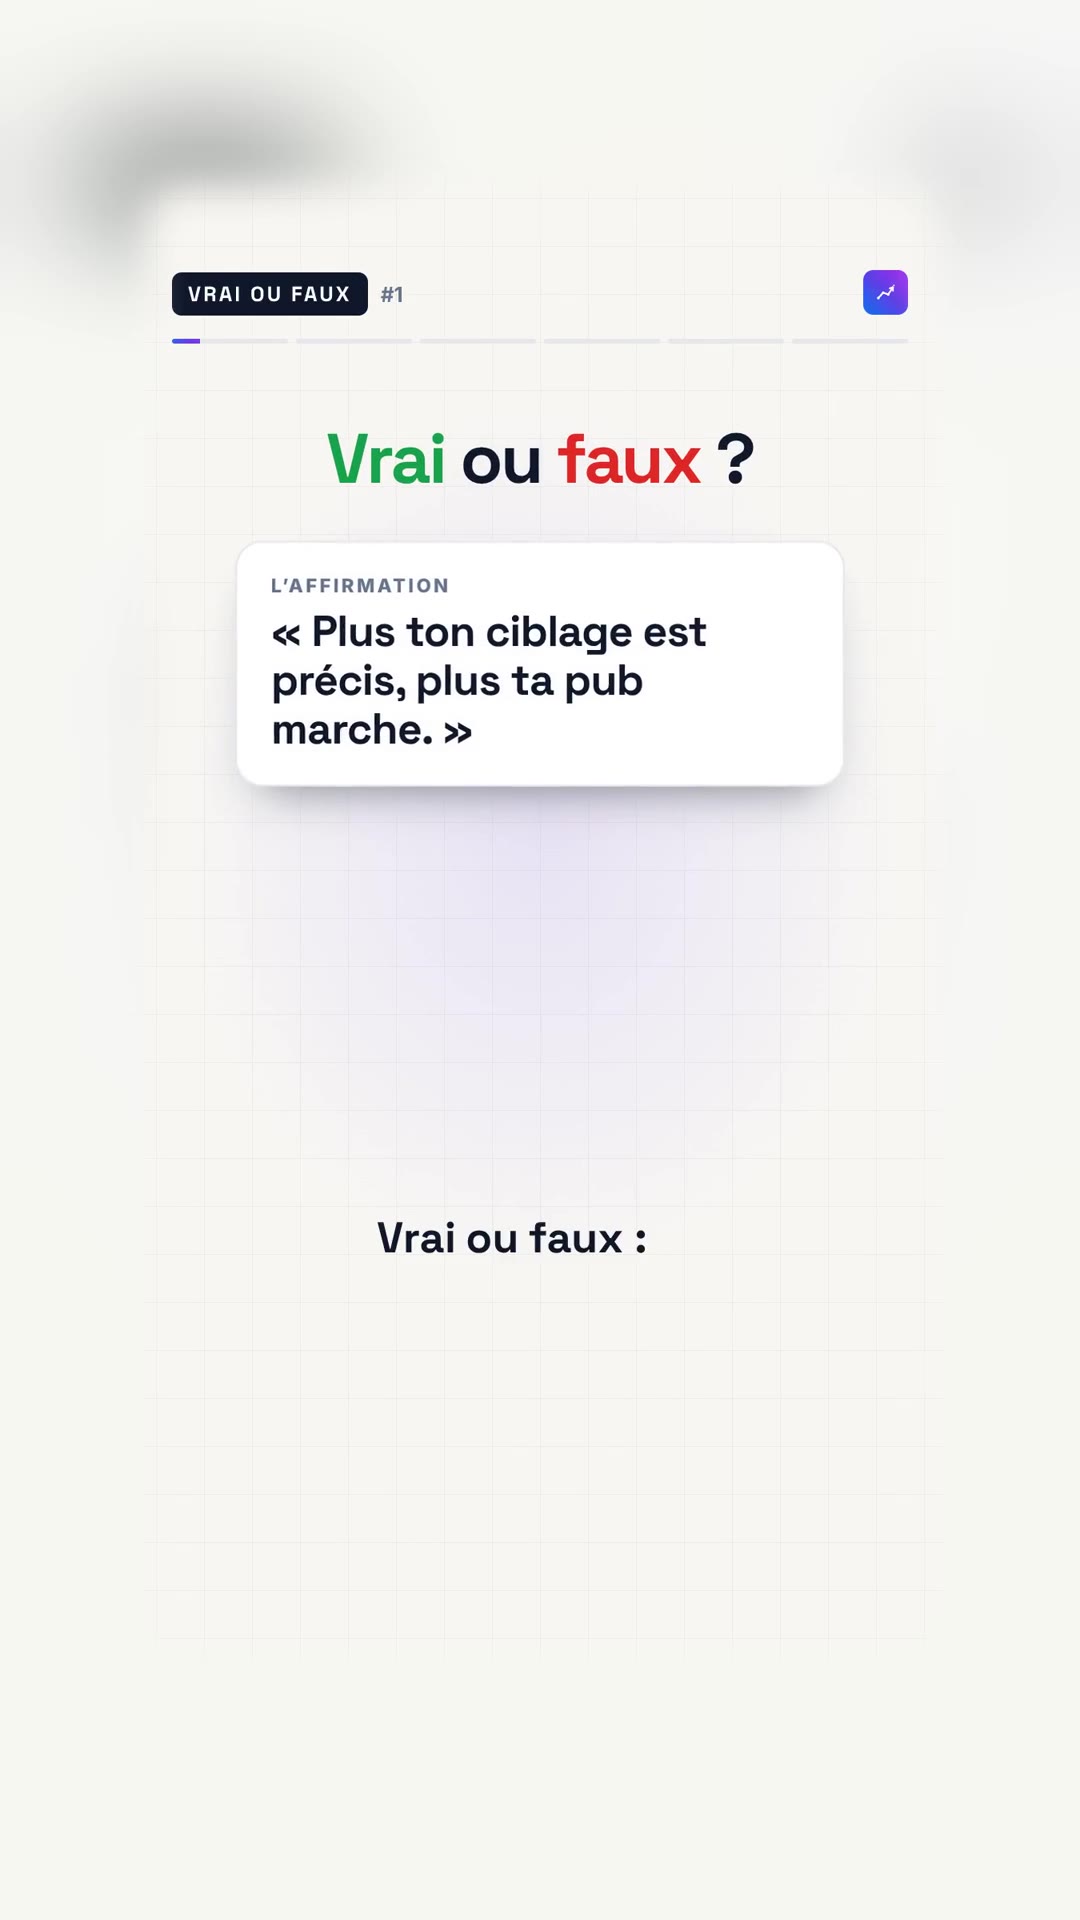 VRAI OU FAUX #1
Vrai ou faux ?
L'AFFIRMATION
« Plus ton ciblage est
précis, plus ta pub
marche. »
Vrai ou faux :